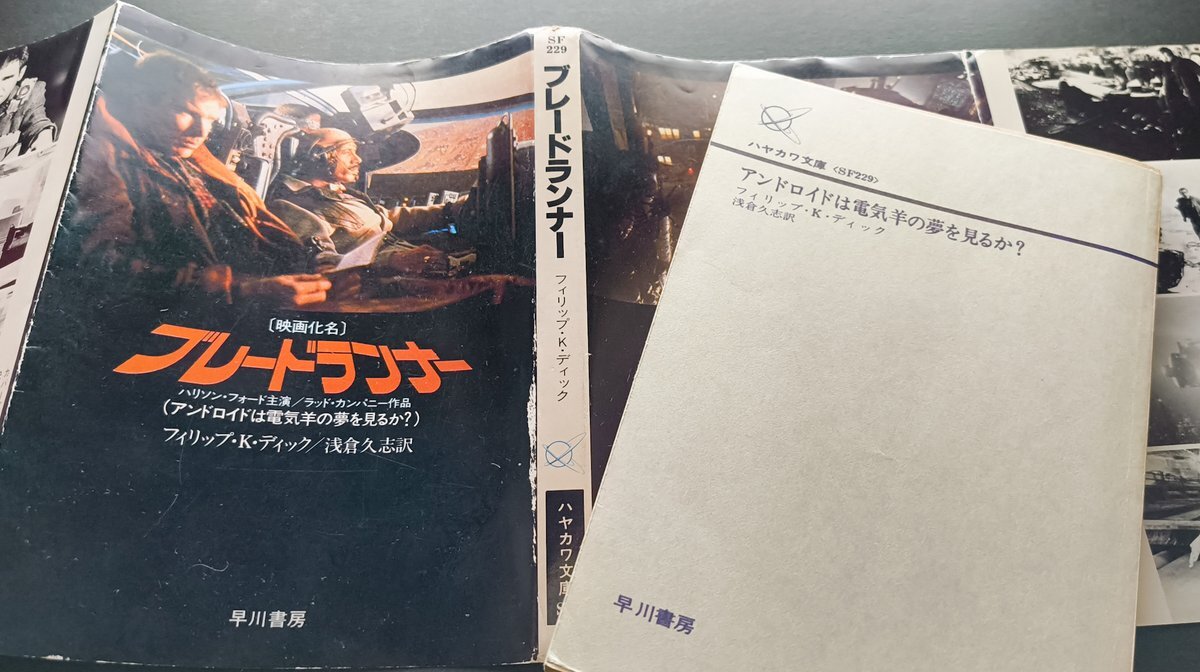 〔映画化名〕
ブレードランナー
ハリソン・フォード主演/ラッド・カンパニー作品
(アンドロイドは電気羊の夢を見るか?)
フィリップ・K・ディック/浅倉久志訳
早川書房
SF
229
ブレードランナー
フィリップ・K・ディック
ハヤカワ文庫
ハヤカワ文庫〈SF229〉
アンドロイドは電気羊の夢を見るか?
フィリップ・K・ディック
浅倉久志訳
早川書房